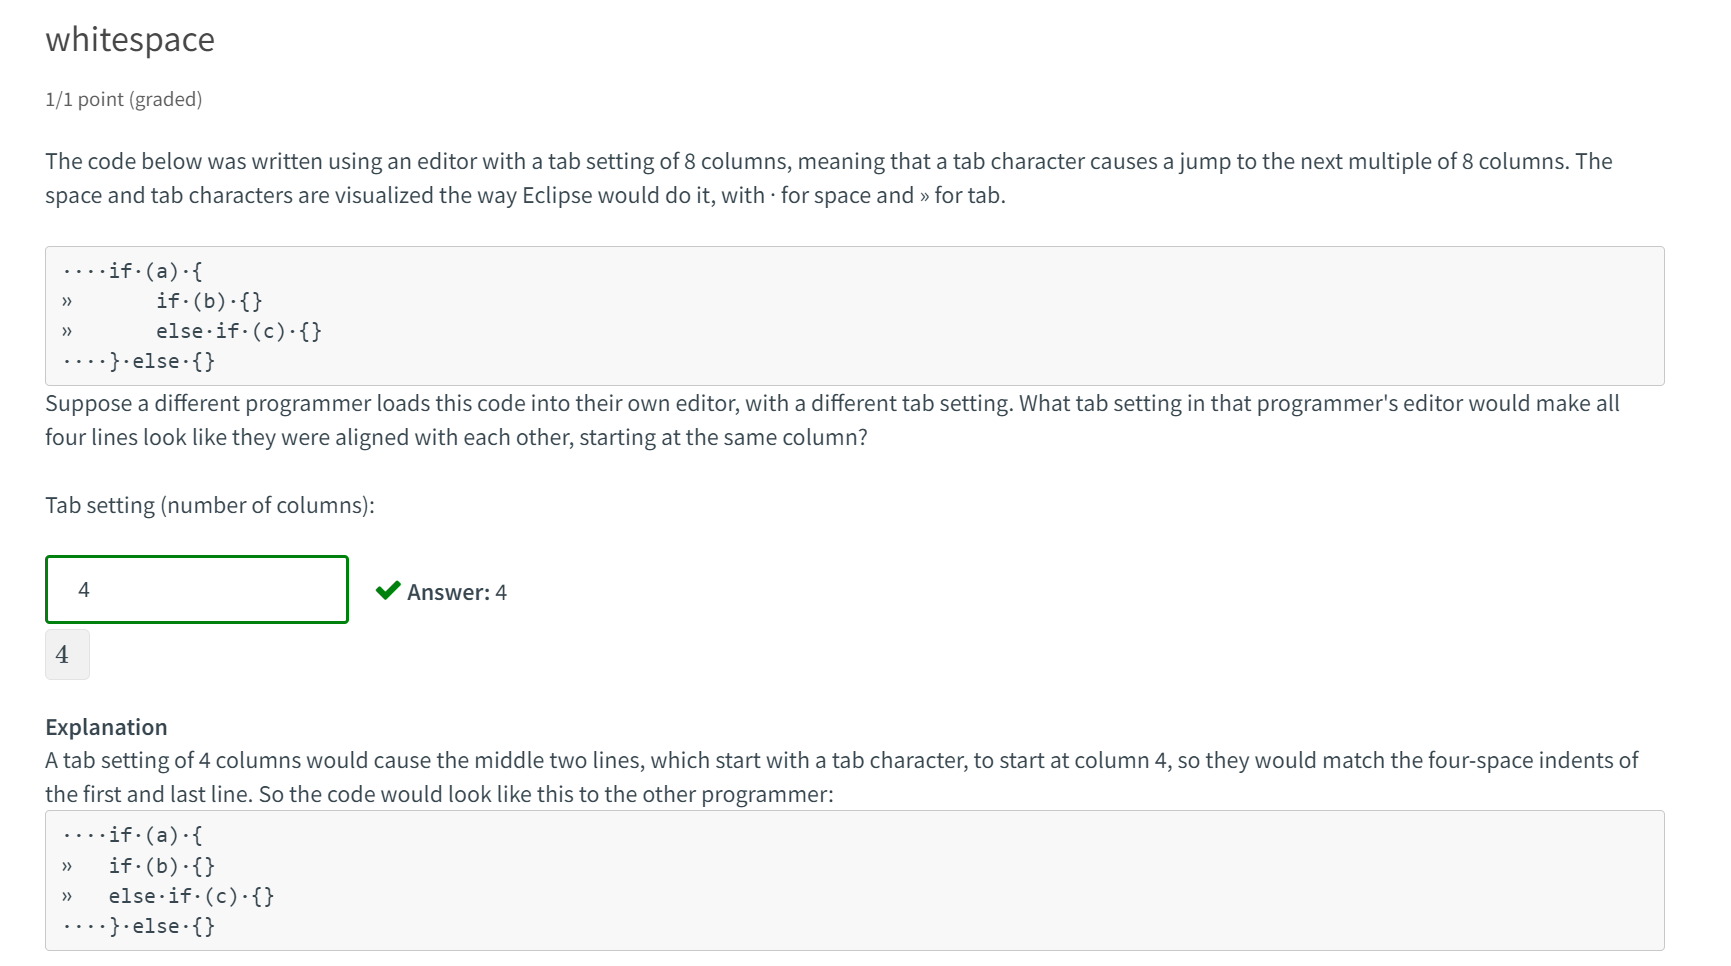 whitespace
1/1 point (graded)
The code below was written using an editor with a tab setting of 8 columns, meaning that a tab character causes a jump to the next multiple of 8 columns. The
space and tab characters are visualized the way Eclipse would do it, with · for space and » for tab.
····if·(a)·{
»       if·(b)·{}
»       else·if·(c)·{}
····}·else·{}
Suppose a different programmer loads this code into their own editor, with a different tab setting. What tab setting in that programmer's editor would make all
four lines look like they were aligned with each other, starting at the same column?
Tab setting (number of columns):
4
Answer: 4
4
Explanation
A tab setting of 4 columns would cause the middle two lines, which start with a tab character, to start at column 4, so they would match the four-space indents of
the first and last line. So the code would look like this to the other programmer:
····if·(a)·{
»   if·(b)·{}
»   else·if·(c)·{}
····}·else·{}